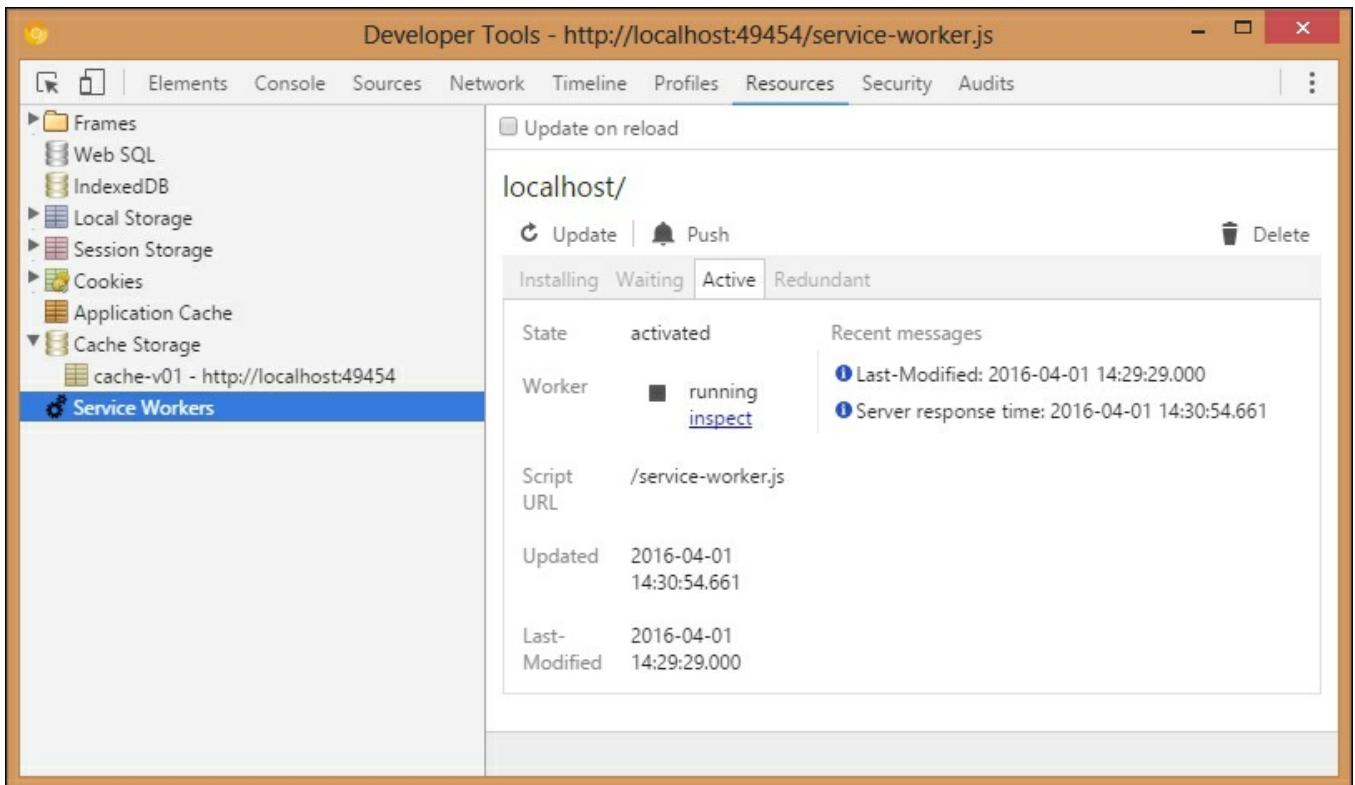 Developer Tools - http://localhost:49454/service-worker.js
Elements Console Sources Network Timeline Profiles Resources Security Audits
Frames
Web SQL
IndexedDB
Local Storage
Session Storage
Cookies
Application Cache
Cache Storage
cache-v01 - http://localhost:49454
Service Workers
Update on reload
localhost/
Update Push Delete
Installing Waiting Active Redundant
State activated
Worker running
inspect
Script
URL
/service-worker.js
Updated 2016-04-01
14:30:54.661
Last-
Modified
2016-04-01
14:29:29.000
Recent messages
Last-Modified: 2016-04-01 14:29:29.000
Server response time: 2016-04-01 14:30:54.661